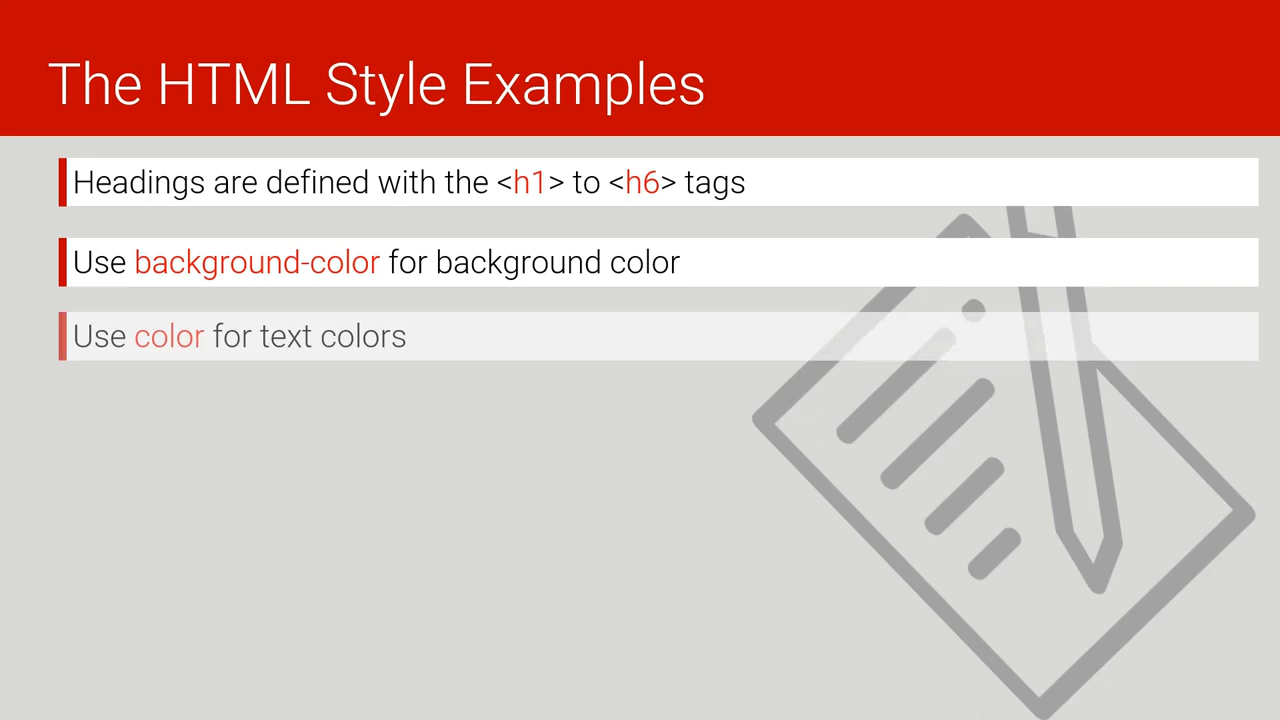 The HTML Style Examples
Headings are defined with the <h1> to <h6> tags
Use background-color for background color
Use color for text colors